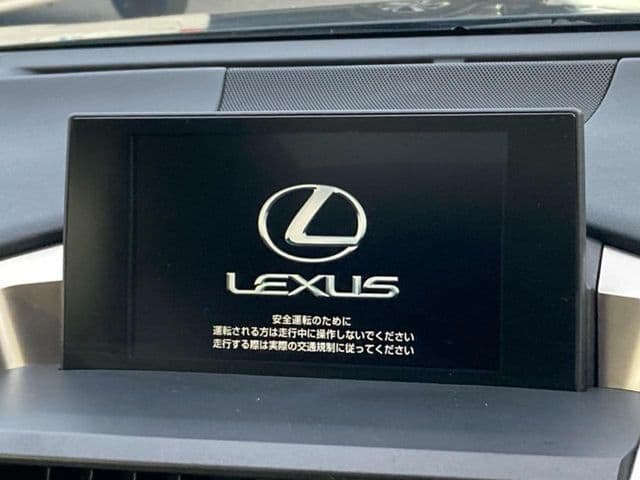 LEXUS
安全運転のために
運転される方は走行中に操作しないでください
走行する際は実際の交通規制に従ってください